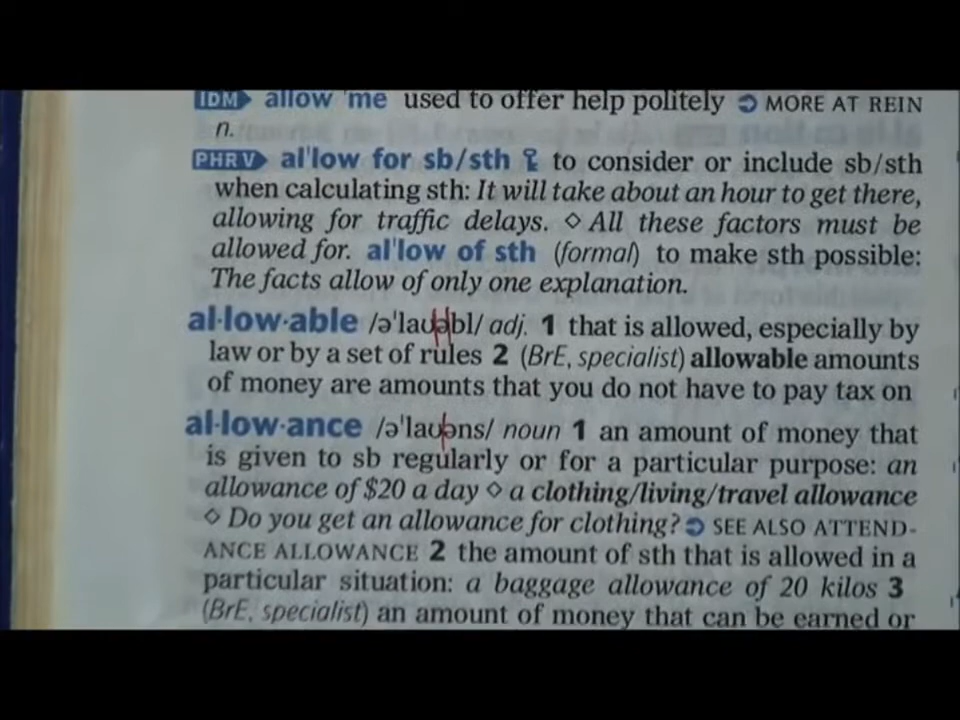 IDM allow 'me used to offer help politely ➲ MORE AT REIN
n.
PHR V al'low for sb/sth to consider or include sb/sth
when calculating sth: It will take about an hour to get there,
allowing for traffic delays. ◇ All these factors must be
allowed for. al'low of sth (formal) to make sth possible:
The facts allow of only one explanation.
al·low·able /əˈlaʊəbl/ adj. 1 that is allowed, especially by
law or by a set of rules 2 (BrE, specialist) allowable amounts
of money are amounts that you do not have to pay tax on
al·low·ance /əˈlaʊəns/ noun 1 an amount of money that
is given to sb regularly or for a particular purpose: an
allowance of $20 a day ◇ a clothing/living/travel allowance
◇ Do you get an allowance for clothing? ➲ SEE ALSO ATTEND-
ANCE ALLOWANCE 2 the amount of sth that is allowed in a
particular situation: a baggage allowance of 20 kilos 3
(BrE, specialist) an amount of money that can be earned or